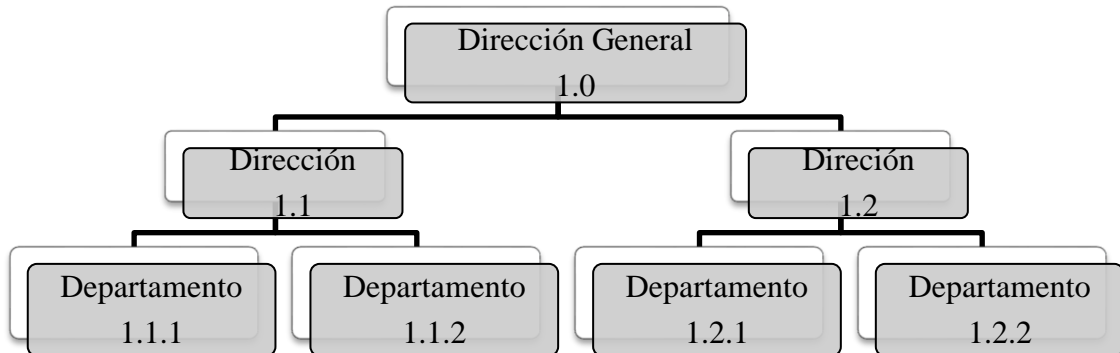 Dirección General
1.0
Dirección
1.1
Direción
1.2
Departamento
1.1.1
Departamento
1.1.2
Departamento
1.2.1
Departamento
1.2.2